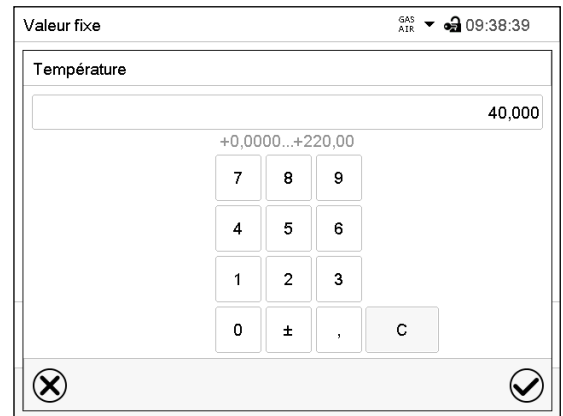 Valeur fixe
GAS
AIR
09:38:39
Température
40,000
+0,0000...+220,00
7 8 9
4 5 6
1 2 3
0 ± , C